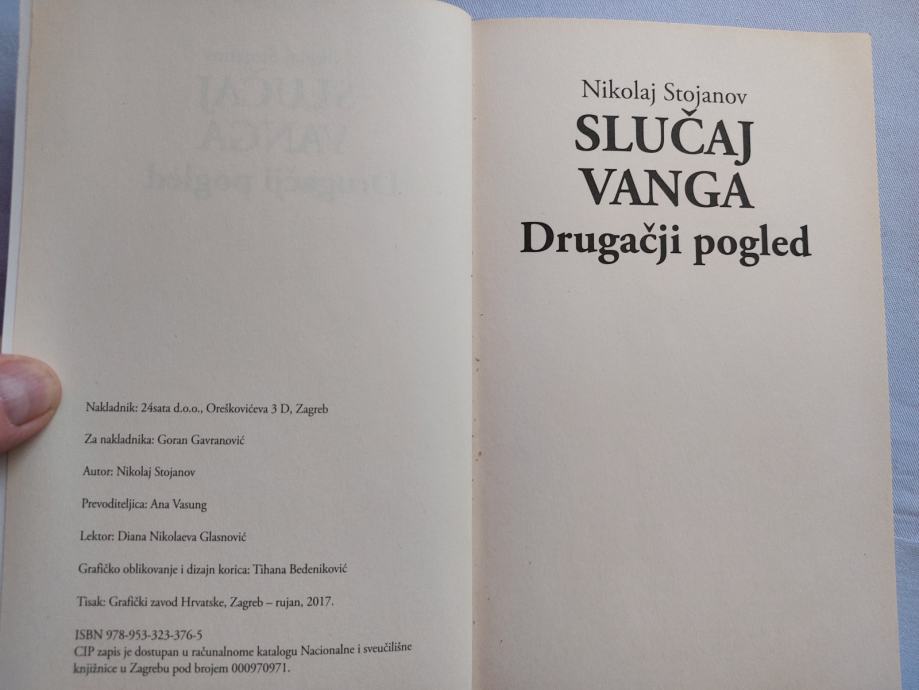 Nakladnik: 24sata d.o.o., Oreškovićeva 3 D, Zagreb
Za nakladnika: Goran Gavranović
Autor: Nikolaj Stojanov
Prevoditeljica: Ana Vasung
Lektor: Diana Nikolaeva Glasnović
Grafičko oblikovanje i dizajn korica: Tihana Bedeniković
Tisak: Grafički zavod Hrvatske, Zagreb – rujan, 2017.
ISBN 978-953-323-376-5
CIP zapis je dostupan u računalnome katalogu Nacionalne i sveučilišne
knjižnice u Zagrebu pod brojem 000970971.
Nikolaj Stojanov
SLUČAJ
VANGA
Drugačji pogled